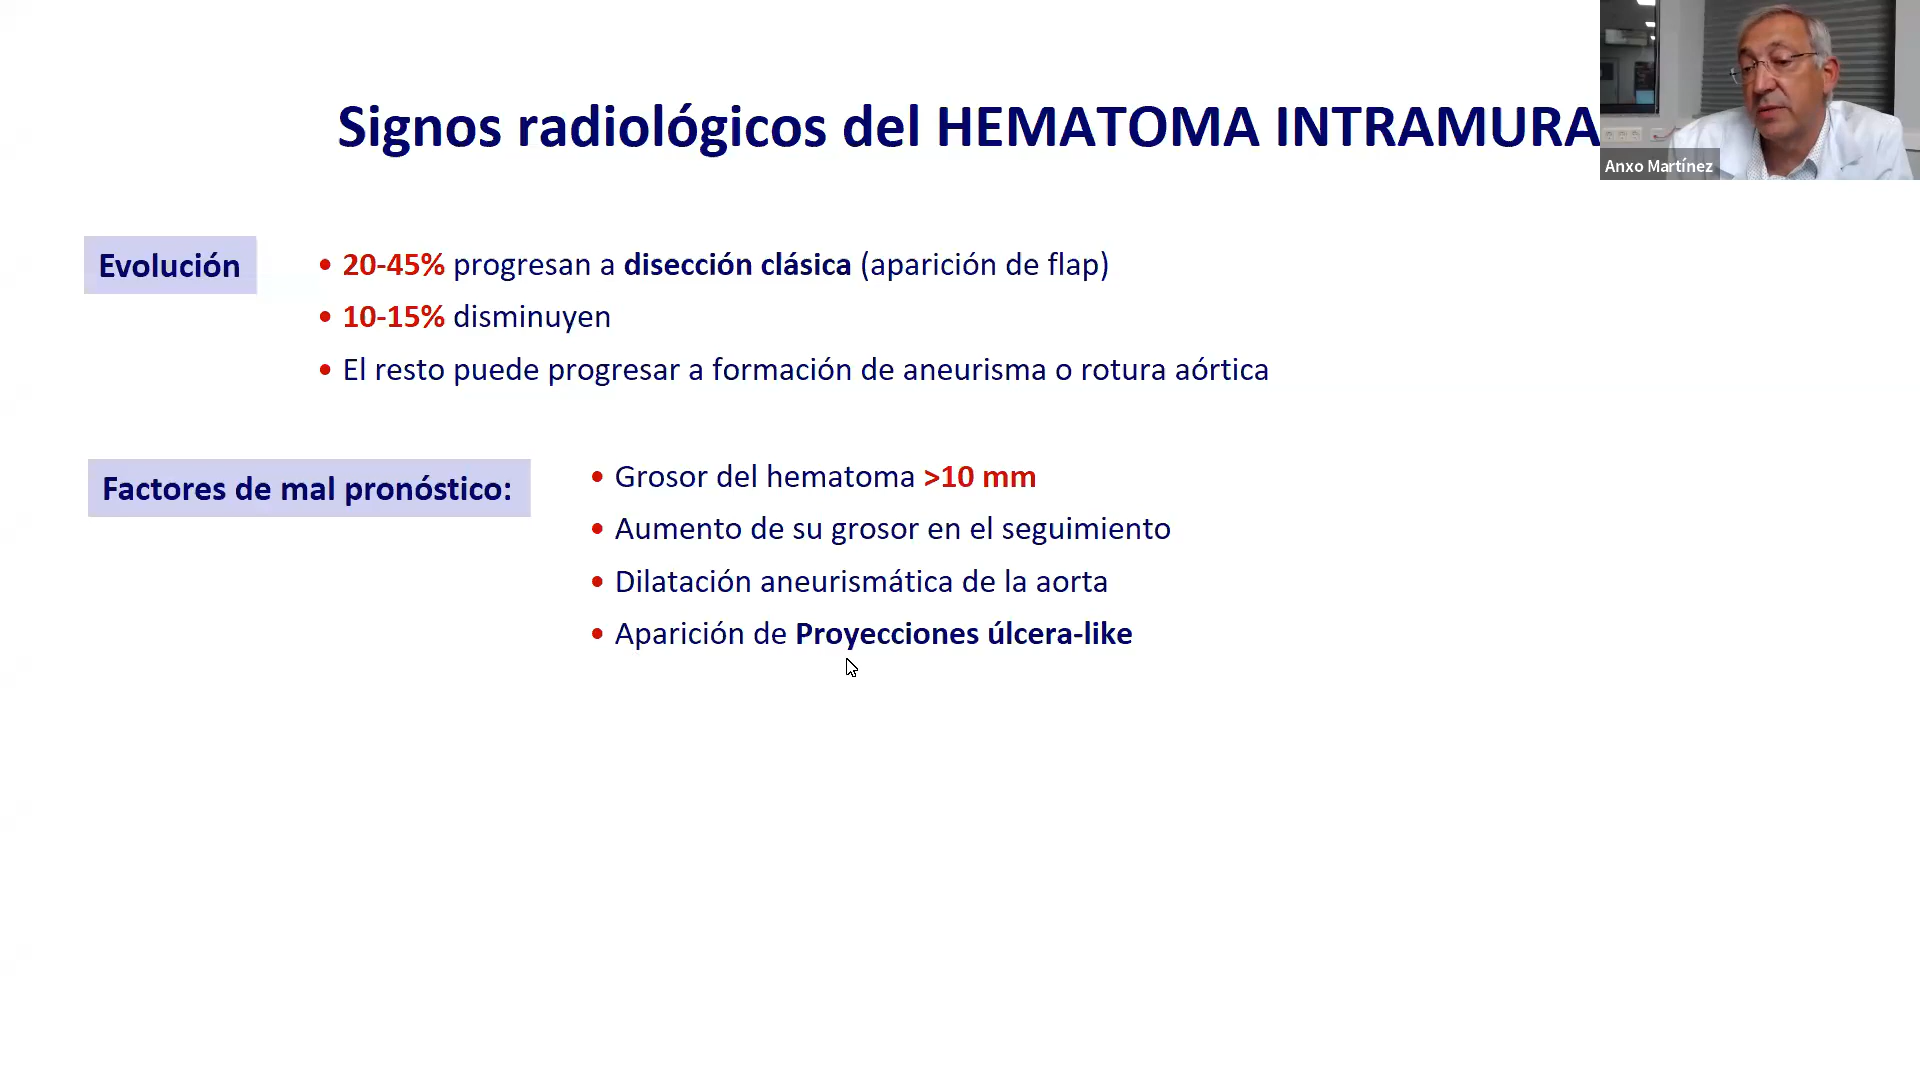 Signos radiológicos del HEMATOMA INTRAMURA
Anxo Martínez
Evolución
• 20-45% progresan a disección clásica (aparición de flap)
• 10-15% disminuyen
• El resto puede progresar a formación de aneurisma o rotura aórtica
Factores de mal pronóstico:
• Grosor del hematoma >10 mm
• Aumento de su grosor en el seguimiento
• Dilatación aneurismática de la aorta
• Aparición de Proyecciones úlcera-like